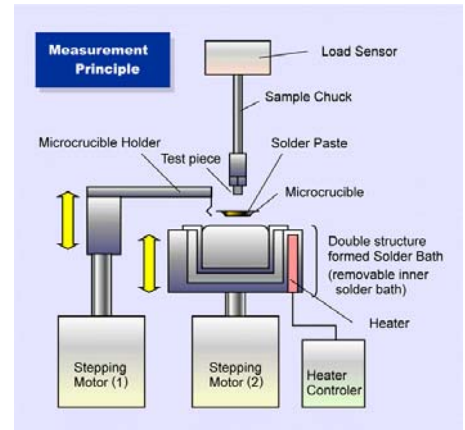 Measurement
Principle
Load Sensor
Sample Chuck
Microcrucible Holder
Solder Paste
Test piece
Microcrucible
Double structure
formed Solder Bath
(removable inner
solder bath)
Heater
Stepping
Motor (1)
Stepping
Motor (2)
Heater
Controler